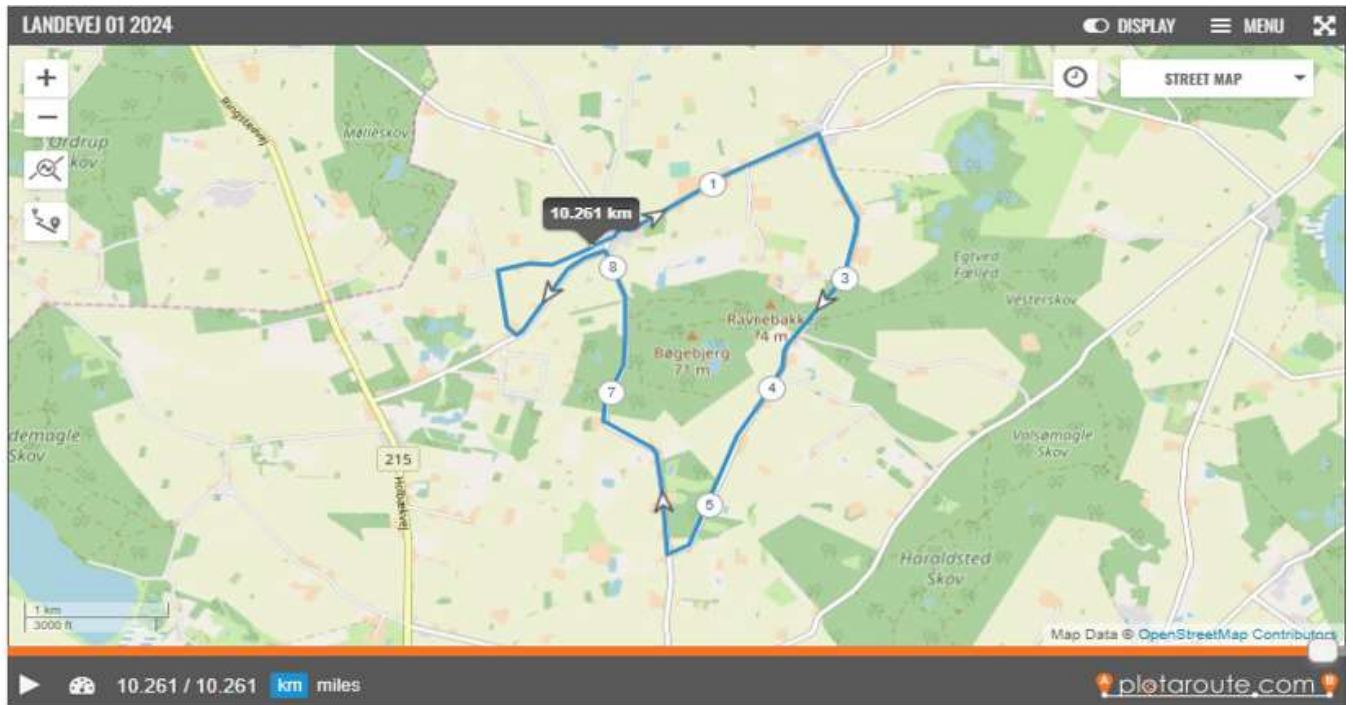 LANDEVEJ 01 2024
DISPLAY
MENU
+
−
STREET MAP
Ringstedvej
Mølleskov
Ordrup
skov
1
10.261 km
8
3
Egtved
Fælled
Vesterskov
Ravnebakke
74 m
Bøgebjerg
71 m
7
4
Valsømagle
Skov
demagle
Skov
215
Holbækvej
5
Haraldsted
Skov
1 km
3000 ft
Map Data © OpenStreetMap Contributors
10.261 / 10.261 km miles
plotaroute.com